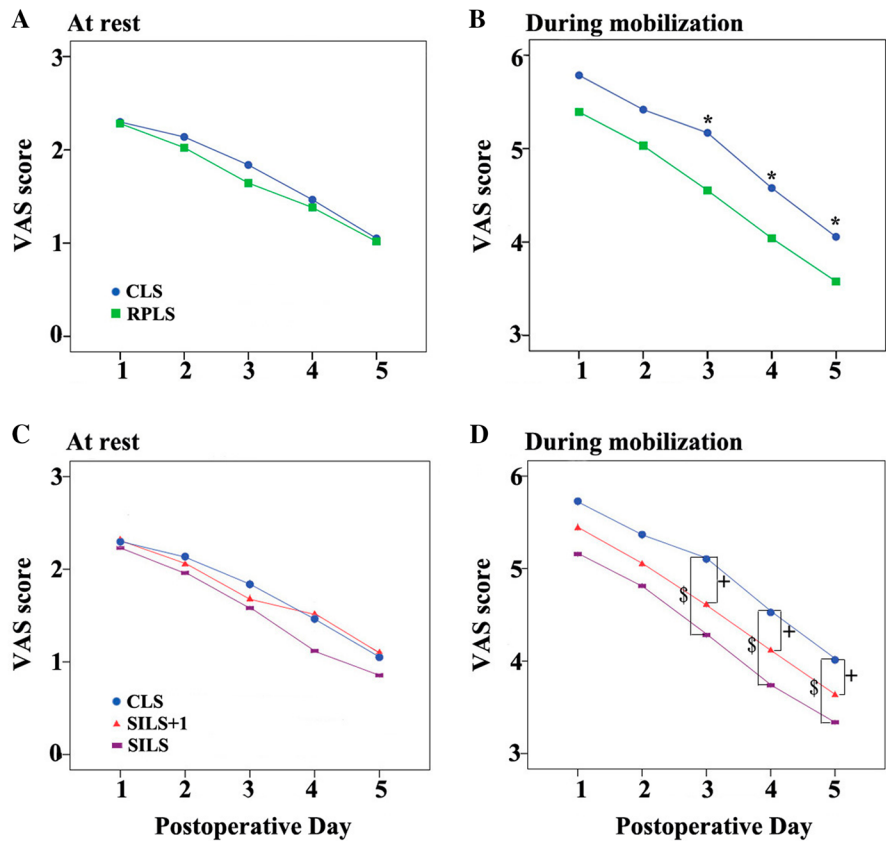 A At rest
VAS score
3
2
1
0
CLS
RPLS
1 2 3 4 5
B During mobilization
VAS score
6
5
4
3
*
*
*
1 2 3 4 5
C At rest
VAS score
3
2
1
0
CLS
SILS+1
SILS
1 2 3 4 5
Postoperative Day
D During mobilization
VAS score
6
5
4
3
$ +
$ +
$ +
1 2 3 4 5
Postoperative Day